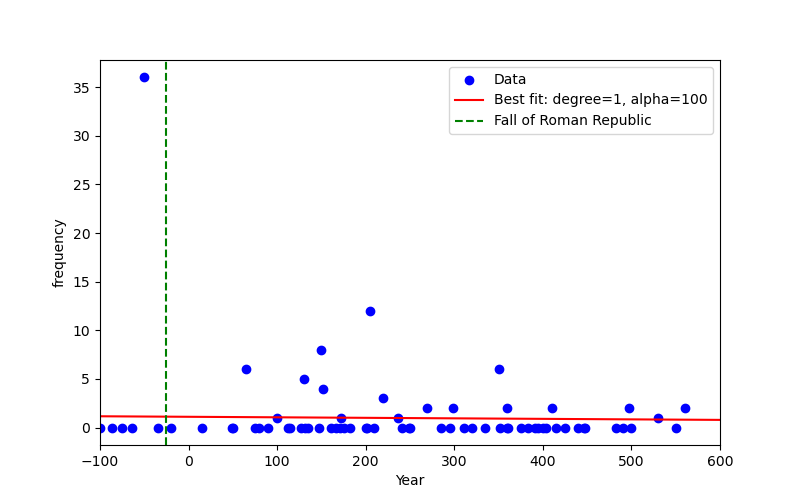 Data
Best fit: degree=1, alpha=100
Fall of Roman Republic
35
30
25
20
15
10
5
0
frequency
−100 0 100 200 300 400 500 600
Year